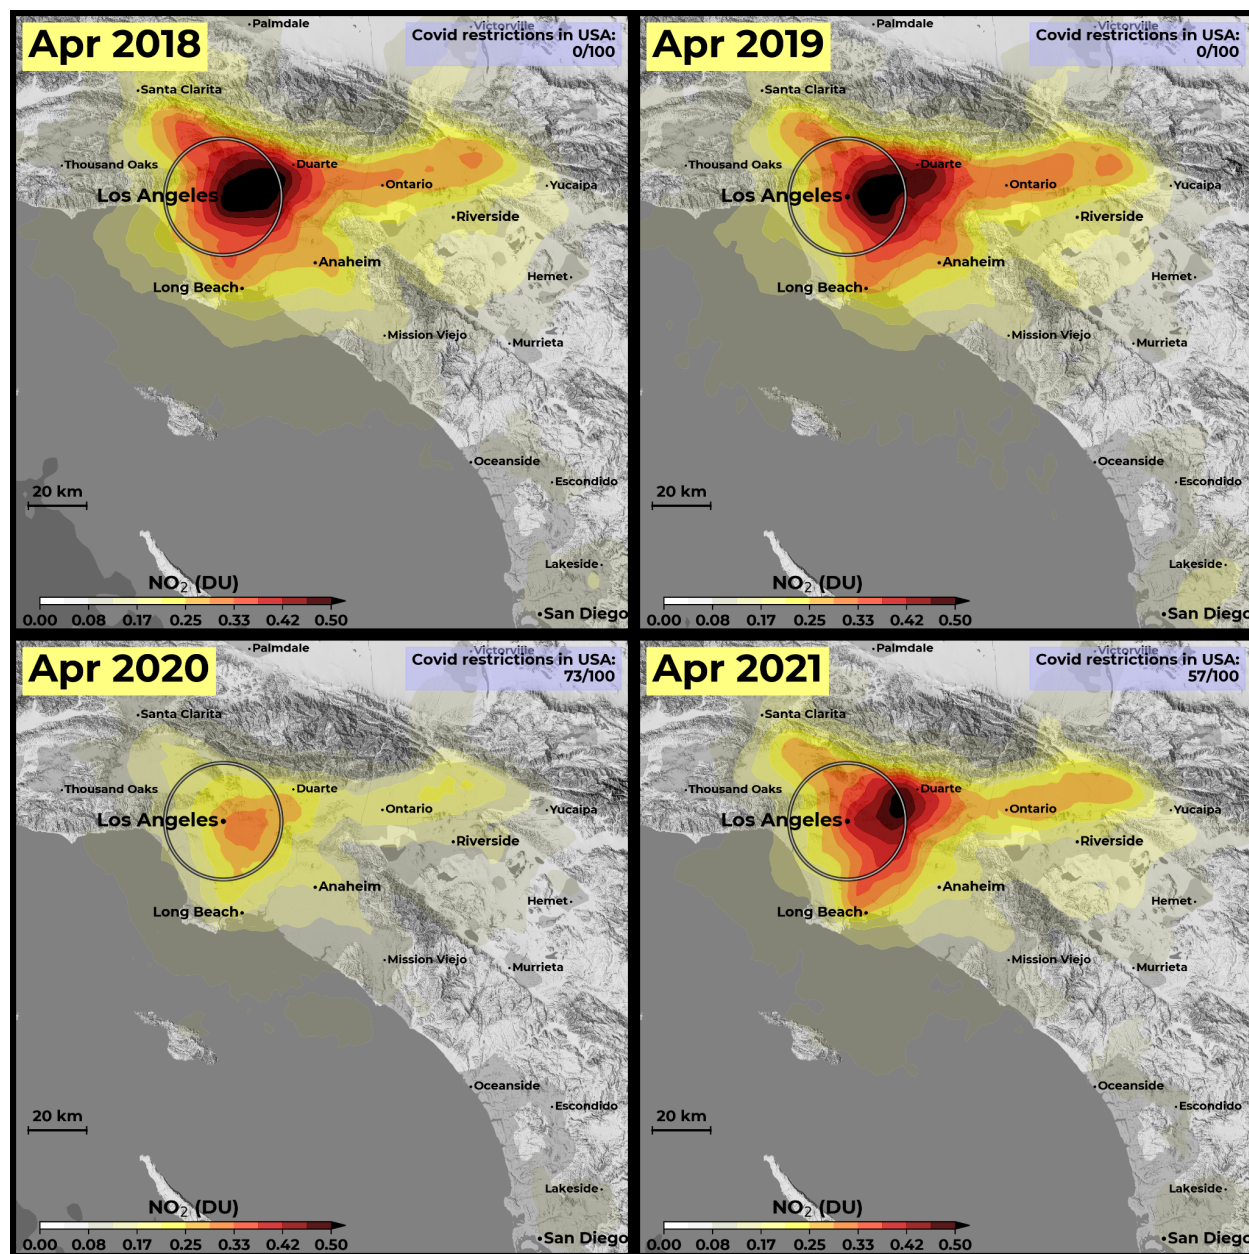 Apr 2018
Covid restrictions in USA:
0/100
Palmdale
Victorville
Santa Clarita
Thousand Oaks
Duarte
Los Angeles
Ontario
Yucaipa
Riverside
Anaheim
Hemet
Long Beach
Mission Viejo
Murrieta
Oceanside
Escondido
20 km
Lakeside
NO2 (DU)
San Diego
0.00 0.08 0.17 0.25 0.33 0.42 0.50
Apr 2019
Covid restrictions in USA:
0/100
Palmdale
Victorville
Santa Clarita
Thousand Oaks
Duarte
Los Angeles
Ontario
Yucaipa
Riverside
Anaheim
Hemet
Long Beach
Mission Viejo
Murrieta
Oceanside
Escondido
20 km
Lakeside
NO2 (DU)
San Diego
0.00 0.08 0.17 0.25 0.33 0.42 0.50
Apr 2020
Covid restrictions in USA:
73/100
Palmdale
Victorville
Santa Clarita
Thousand Oaks
Duarte
Los Angeles
Ontario
Yucaipa
Riverside
Anaheim
Hemet
Long Beach
Mission Viejo
Murrieta
Oceanside
Escondido
20 km
Lakeside
NO2 (DU)
San Diego
0.00 0.08 0.17 0.25 0.33 0.42 0.50
Apr 2021
Covid restrictions in USA:
57/100
Palmdale
Victorville
Santa Clarita
Thousand Oaks
Duarte
Los Angeles
Ontario
Yucaipa
Riverside
Anaheim
Hemet
Long Beach
Mission Viejo
Murrieta
Oceanside
Escondido
20 km
Lakeside
NO2 (DU)
San Diego
0.00 0.08 0.17 0.25 0.33 0.42 0.50